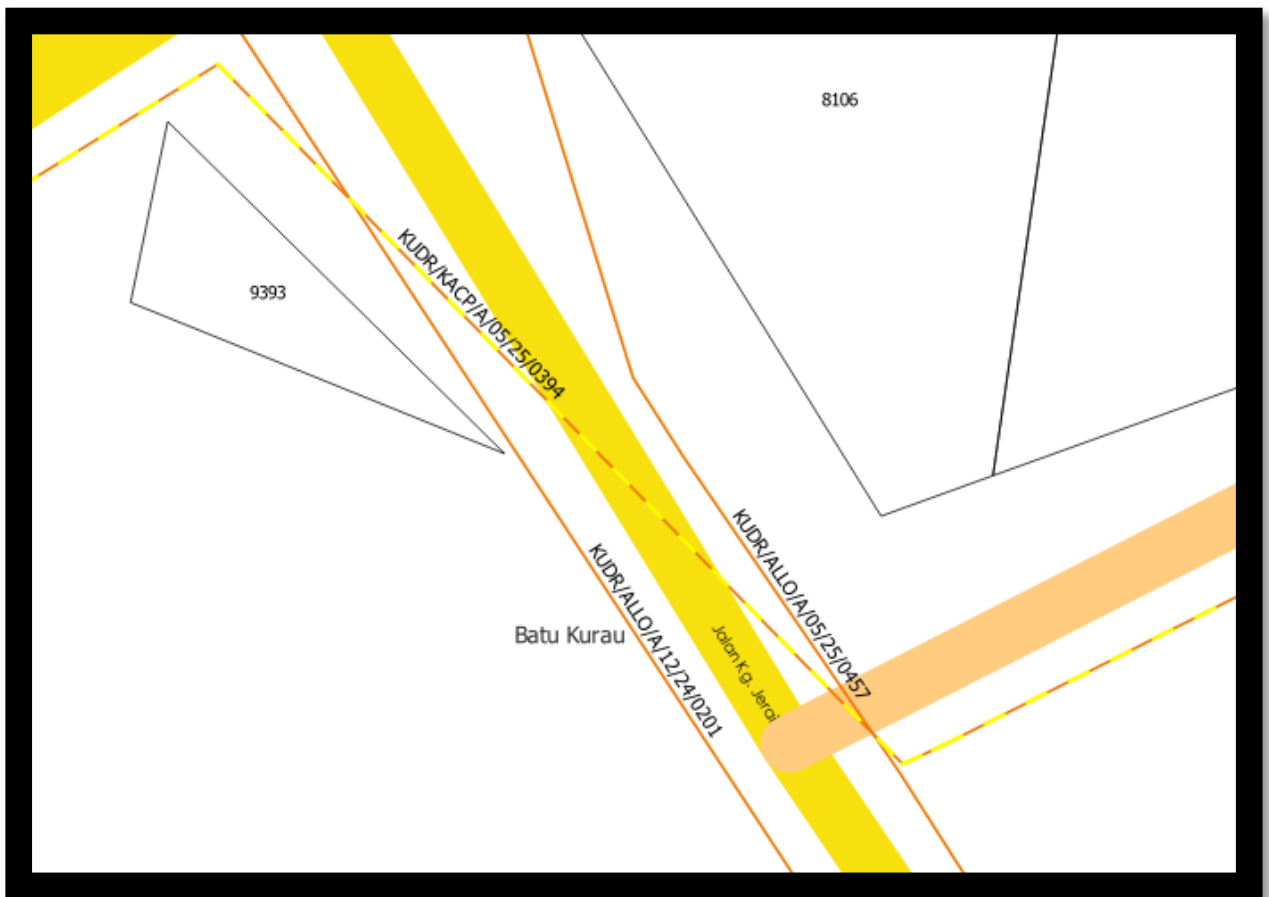 8106
KUDR/KACP/A/05/25/0394
9393
KUDR/ALLO/A/05/25/0457
KUDR/ALLO/A/12/24/0201
Batu Kurau
Jalan Kg. Jerai